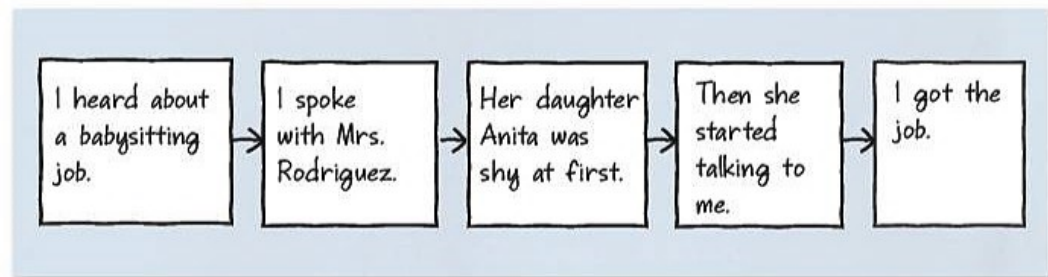 I heard about
a babysitting
job.
I spoke
with Mrs.
Rodriguez.
Her daughter
Anita was
shy at first.
Then she
started
talking to
me.
I got the
job.